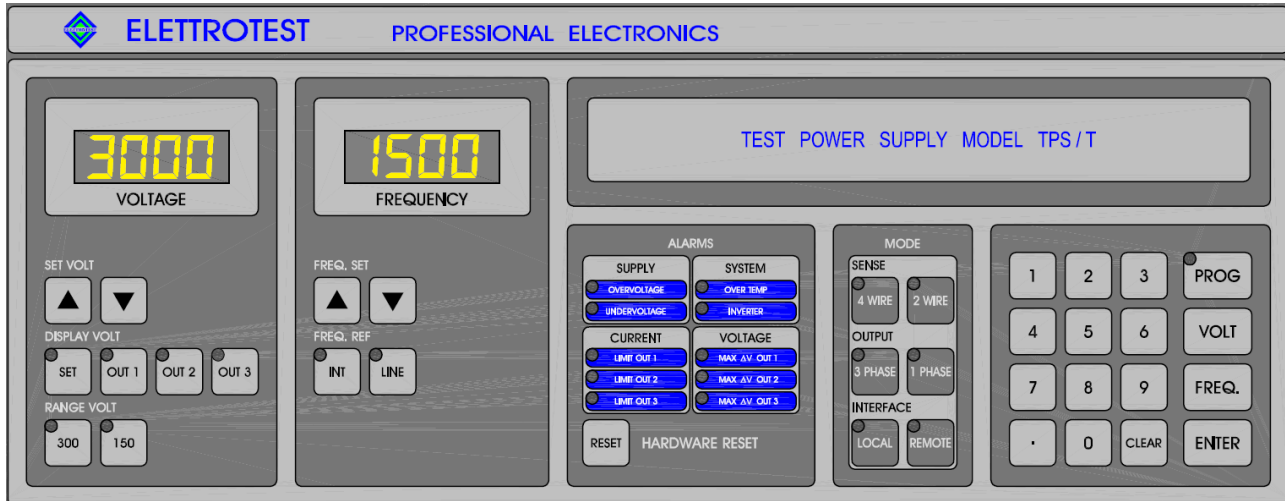 ELETTROTEST PROFESSIONAL ELECTRONICS
3000
VOLTAGE
SET VOLT
▲ ▼
DISPLAY VOLT
SET OUT 1 OUT 2 OUT 3
RANGE VOLT
300 150
1500
FREQUENCY
FREQ. SET
▲ ▼
FREQ. REF
INT LINE
TEST POWER SUPPLY MODEL TPS / T
ALARMS
SUPPLY SYSTEM
OVERVOLTAGE OVER TEMP
UNDERVOLTAGE INVERTER
CURRENT VOLTAGE
LIMIT OUT 1 MAX ΔV OUT 1
LIMIT OUT 2 MAX ΔV OUT 2
LIMIT OUT 3 MAX ΔV OUT 3
RESET HARDWARE RESET
MODE
SENSE
4 WIRE 2 WIRE
OUTPUT
3 PHASE 1 PHASE
INTERFACE
LOCAL REMOTE
1 2 3 PROG
4 5 6 VOLT
7 8 9 FREQ.
· 0 CLEAR ENTER